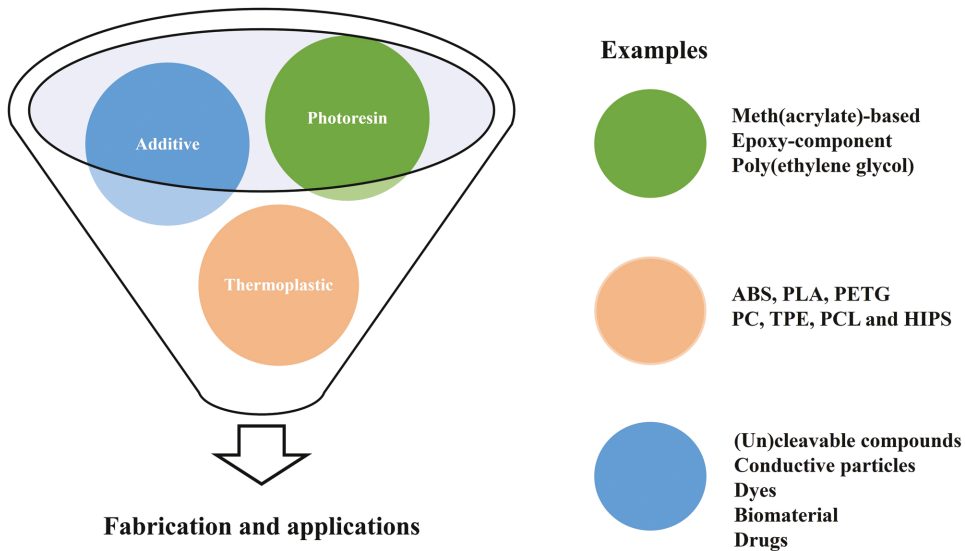 Photoresin
Additive
Thermoplastic
Fabrication and applications
Examples
Meth(acrylate)-based
Epoxy-component
Poly(ethylene glycol)
ABS, PLA, PETG
PC, TPE, PCL and HIPS
(Un)cleavable compounds
Conductive particles
Dyes
Biomaterial
Drugs